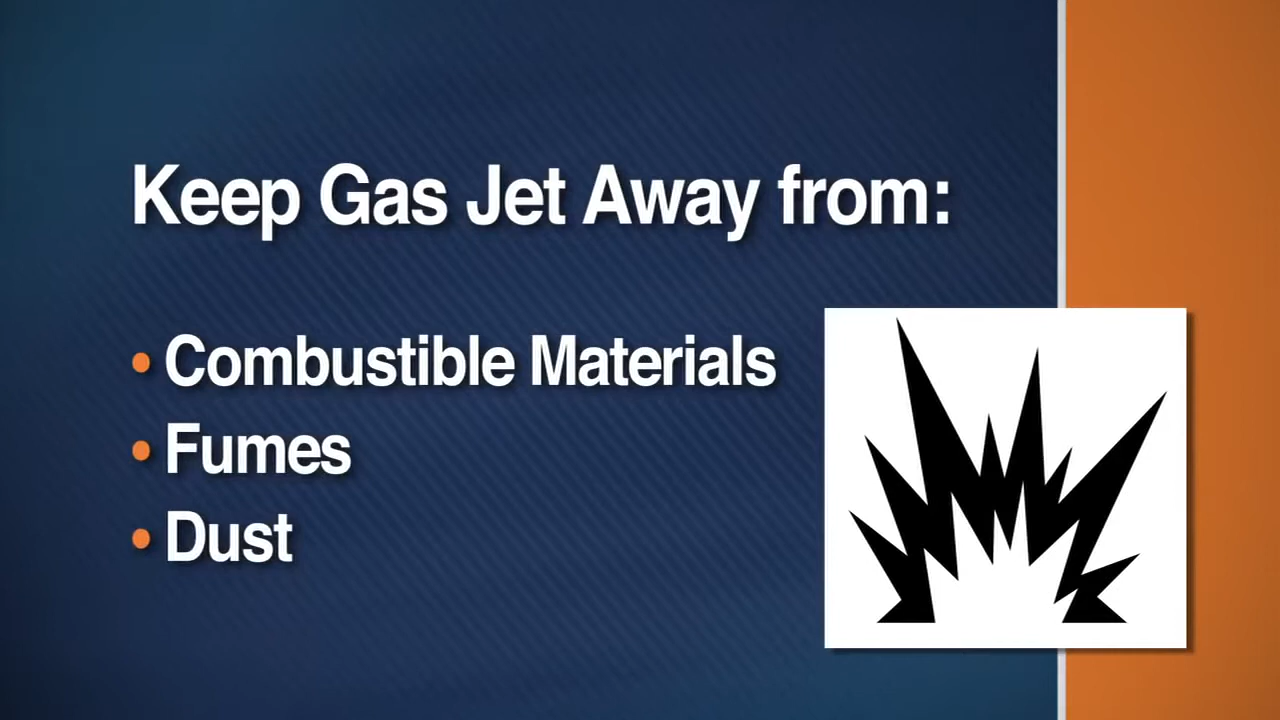 Keep Gas Jet Away from:
• Combustible Materials
• Fumes
• Dust